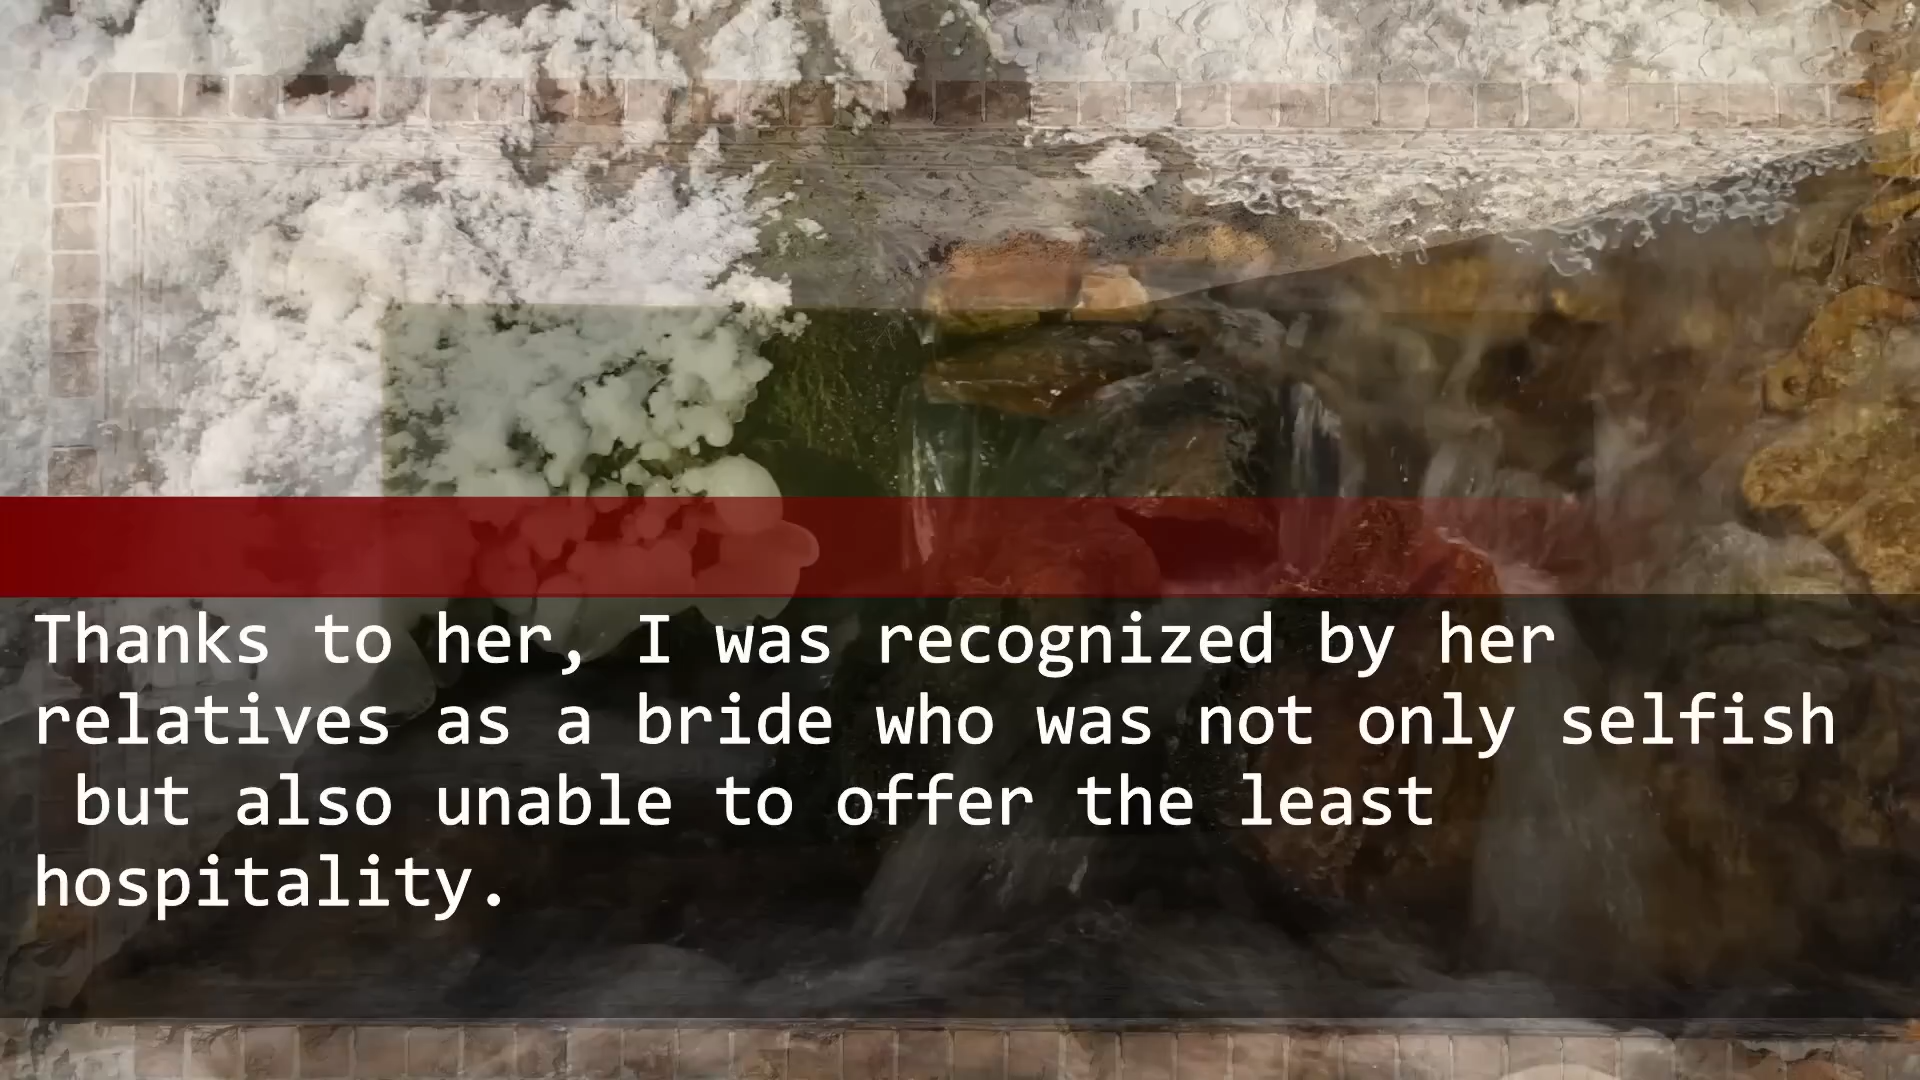 Thanks to her, I was recognized by her
relatives as a bride who was not only selfish
but also unable to offer the least
hospitality.